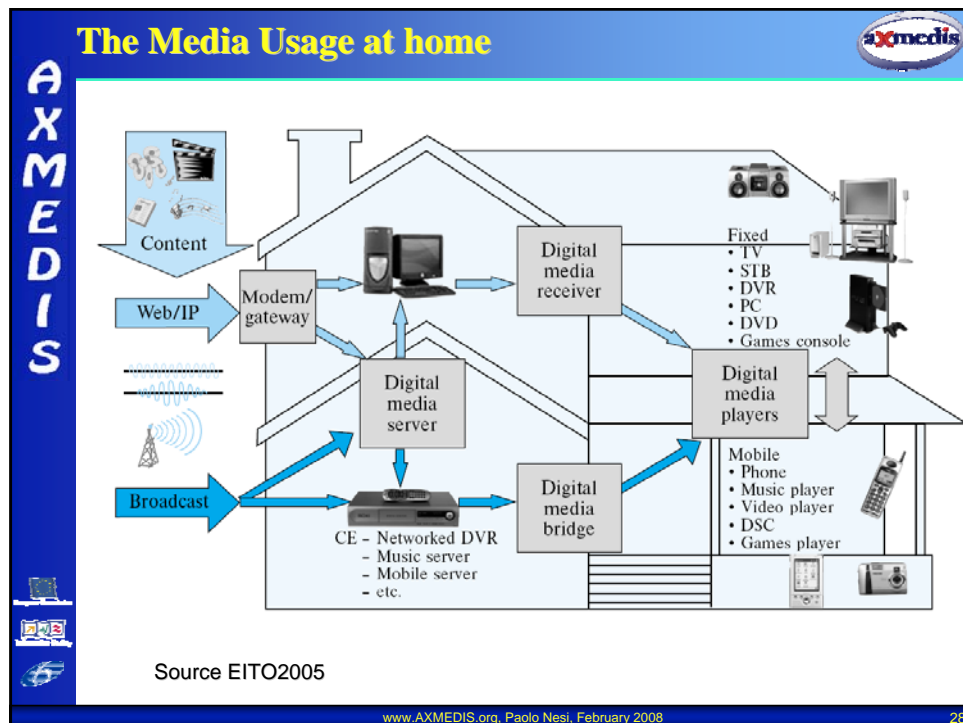 The Media Usage at home
axmedis
AXMEDIS
Content
Web/IP
Modem/
gateway
Digital
media
receiver
Digital
media
server
Broadcast
CE – Networked DVR
– Music server
– Mobile server
– etc.
Digital
media
bridge
Digital
media
players
Fixed
• TV
• STB
• DVR
• PC
• DVD
• Games console
Mobile
• Phone
• Music player
• Video player
• DSC
• Games player
Source EITO2005
www.AXMEDIS.org, Paolo Nesi, February 2008